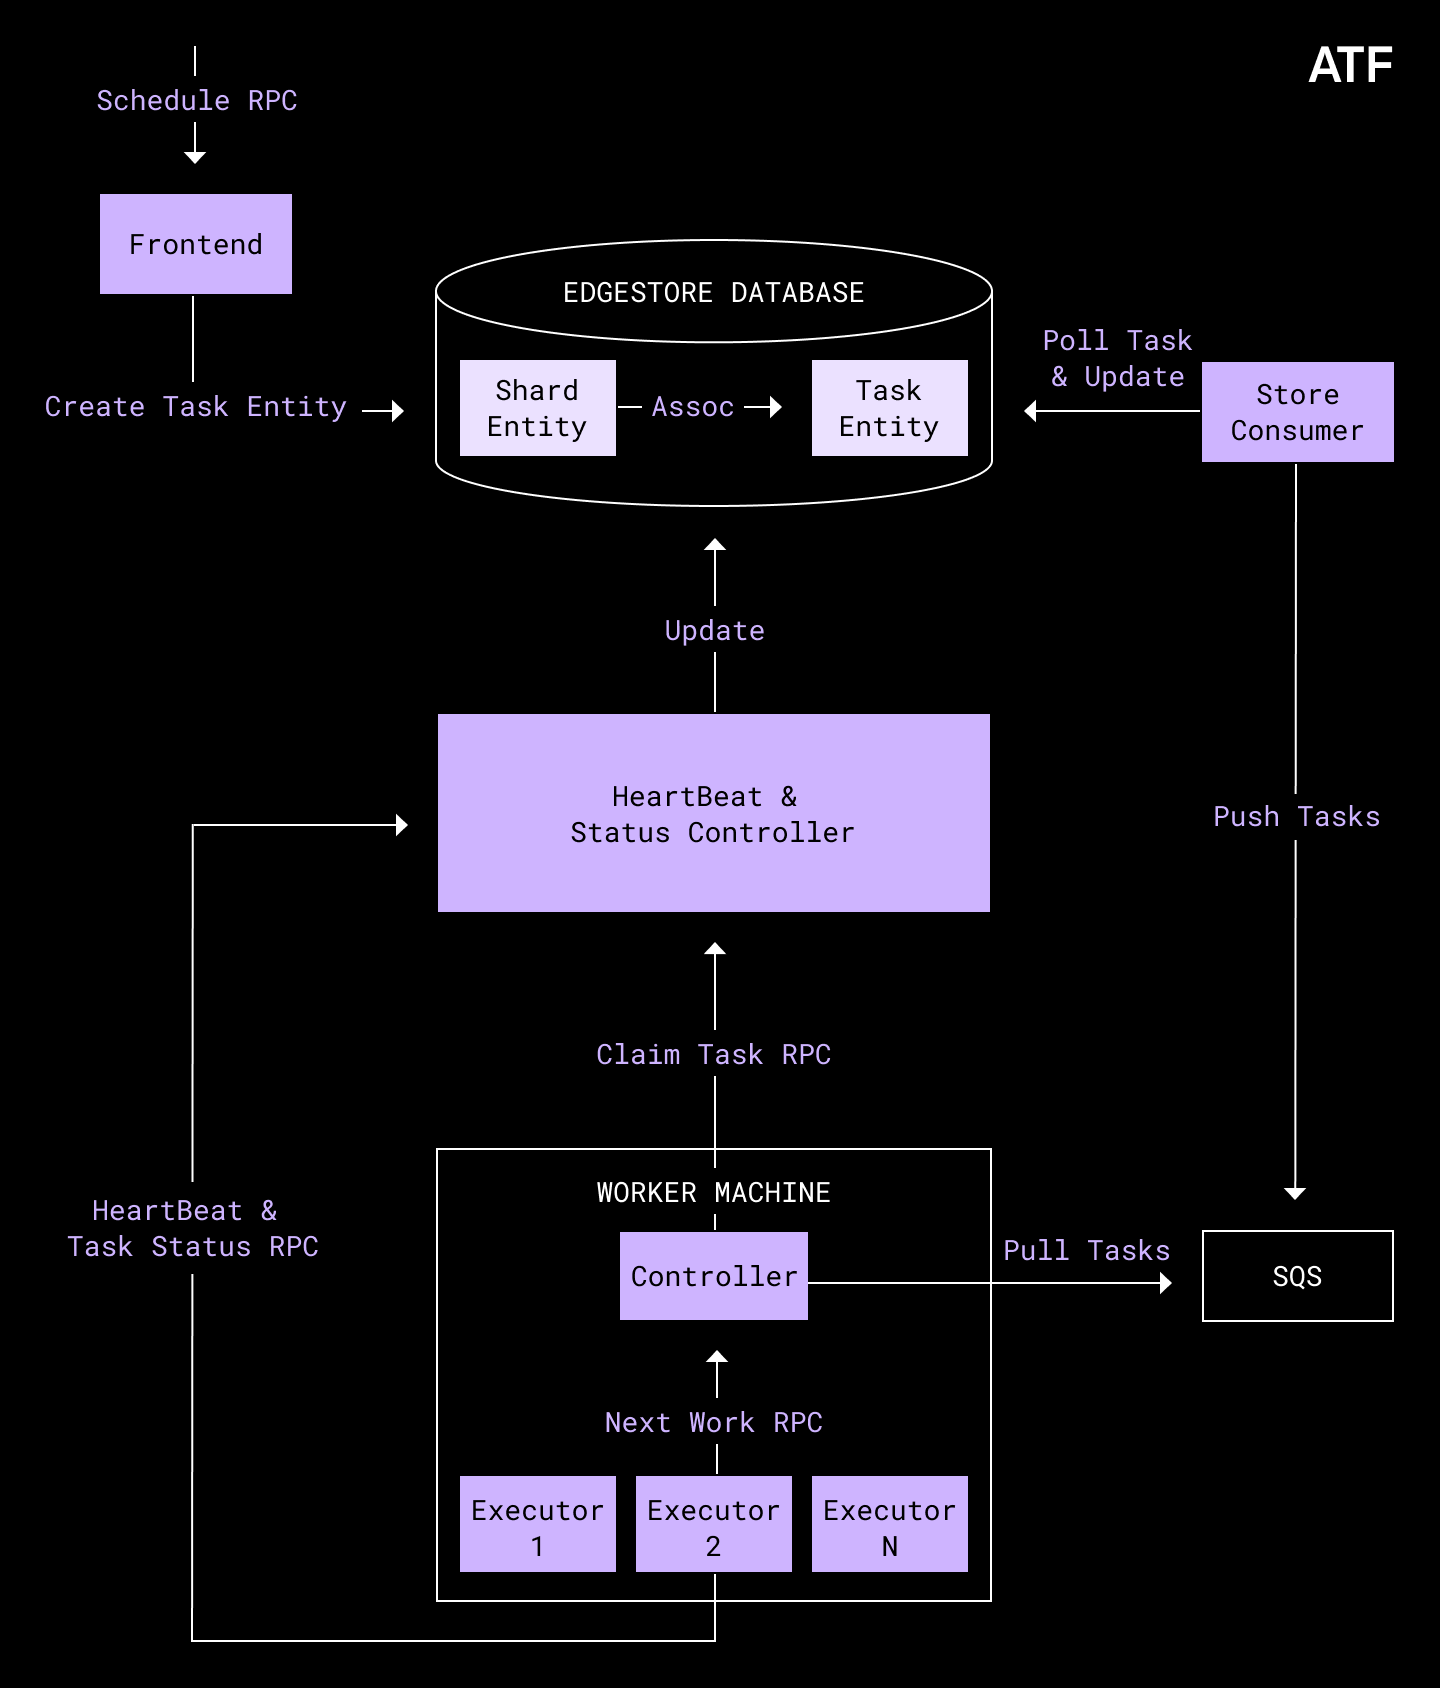 ATF
Schedule RPC
Frontend
Create Task Entity
EDGESTORE DATABASE
Shard
Entity
Assoc
Task
Entity
Poll Task
& Update
Store
Consumer
Update
HeartBeat &
Status Controller
Push Tasks
Claim Task RPC
WORKER MACHINE
HeartBeat &
Task Status RPC
Controller
Pull Tasks
SQS
Next Work RPC
Executor
1
Executor
2
Executor
N